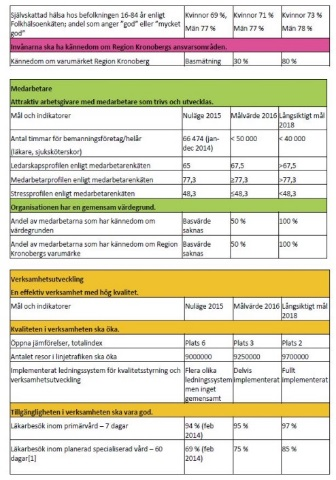 Självskattad hälsa hos befolkningen 16-84 år enligt Kvinnor 69 %, Kvinnor 71 % Kvinnor 73 %
Folkhälsoenkäten; andel som anger "god" eller "mycket Män 77 % Män 77 % Män 78 %
god"
Invånarna ska ha kännedom om Region Kronobergs ansvarsområden.
Kännedom om varumärket Region Kronoberg Basmätning 30 % 80 %
Medarbetare
Attraktiv arbetsgivare med medarbetare som trivs och utvecklas.
Mål och indikatorer Nuläge 2015 Målvärde 2016 Långsiktigt mål
2018
Antal timmar för bemanningsföretag/helår 66 474 (jan- < 50 000 < 40 000
(läkare, sjuksköterskor) dec 2014)
Ledarskapsprofilen enligt medarbetarenkäten 65 67,5 >67,5
Medarbetarprofilen enligt medarbetarenkäten 77,3 ≥77,3 >77,3
Stressprofilen enligt medarbetarenkäten 48,3 ≤48,3 <48,3
Organisationen har en gemensam värdegrund.
Andel av medarbetarna som har kännedom om Basvärde 50 % 100 %
värdegrunden saknas
Andel av medarbetarna som har kännedom om Region Basvärde 50 % 100 %
Kronobergs varumärke saknas
Verksamhetsutveckling
En effektiv verksamhet med hög kvalitet.
Mål och indikatorer Nuläge 2015 Målvärde 2016 Långsiktigt mål
2018
Kvaliteten i verksamheten ska öka.
Öppna jämförelser, totalindex Plats 6 Plats 3 Plats 2
Antalet resor i linjetrafiken ska öka 9000000 9250000 9700000
Implementerat ledningssystem för kvalitetsstyrning och Flera olika Delvis Fullt
verksamhetsutveckling ledningssystem implementerat implementerat
men inget
gemensamt
Tillgängligheten i verksamheten ska vara god.
Läkarbesök inom primärvård – 7 dagar 94 % (feb 95 % 97 %
2014)
Läkarbesök inom planerad specialiserad vård – 60 69 % (feb 75 % 85 %
dagar[1] 2014)